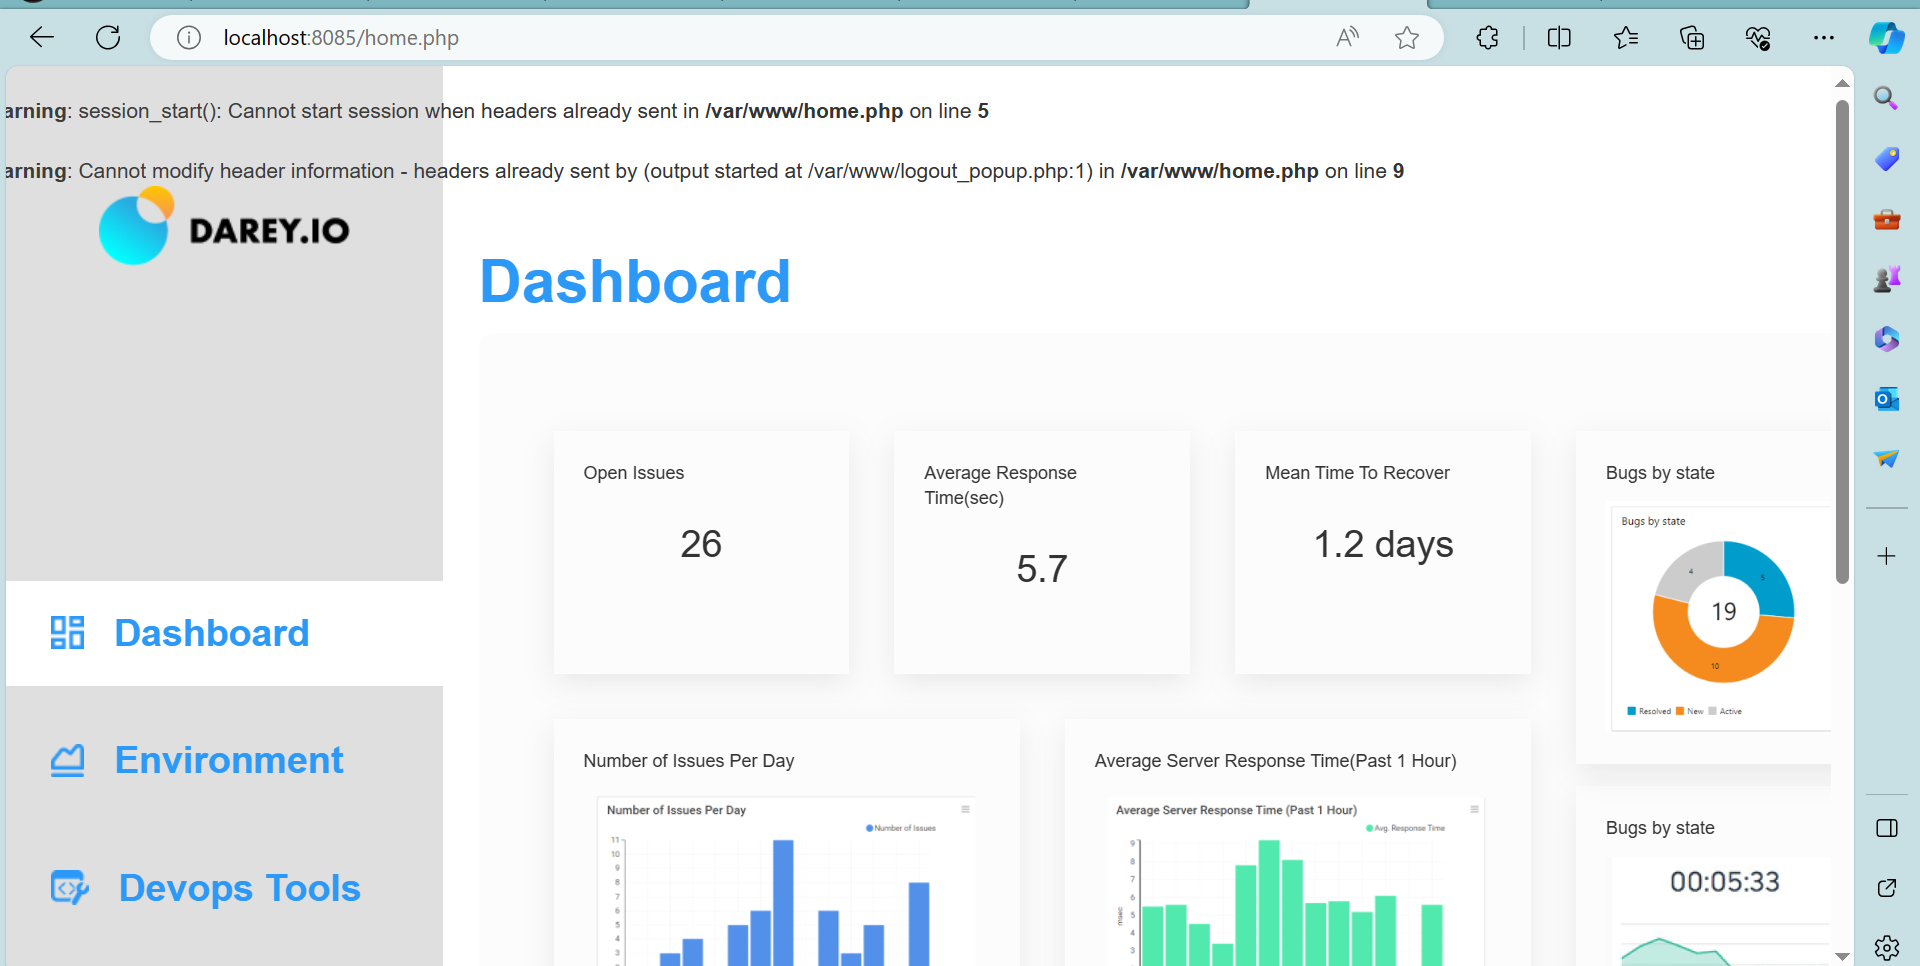 localhost:8085/home.php
arning: session_start(): Cannot start session when headers already sent in /var/www/home.php on line 5
arning: Cannot modify header information - headers already sent by (output started at /var/www/logout_popup.php:1) in /var/www/home.php on line 9
DAREY.IO
Dashboard
Environment
Devops Tools
Dashboard
Open Issues
26
Average Response
Time(sec)
5.7
Mean Time To Recover
1.2 days
Bugs by state
Bugs by state
4
5
19
10
Resolved New Active
Number of Issues Per Day
Number of Issues Per Day
Number of Issues
11
10
9
8
7
6
5
4
3
Average Server Response Time(Past 1 Hour)
Average Server Response Time (Past 1 Hour)
Avg. Response Time
9
8
7
6
5
4
3
msec
Bugs by state
00:05:33